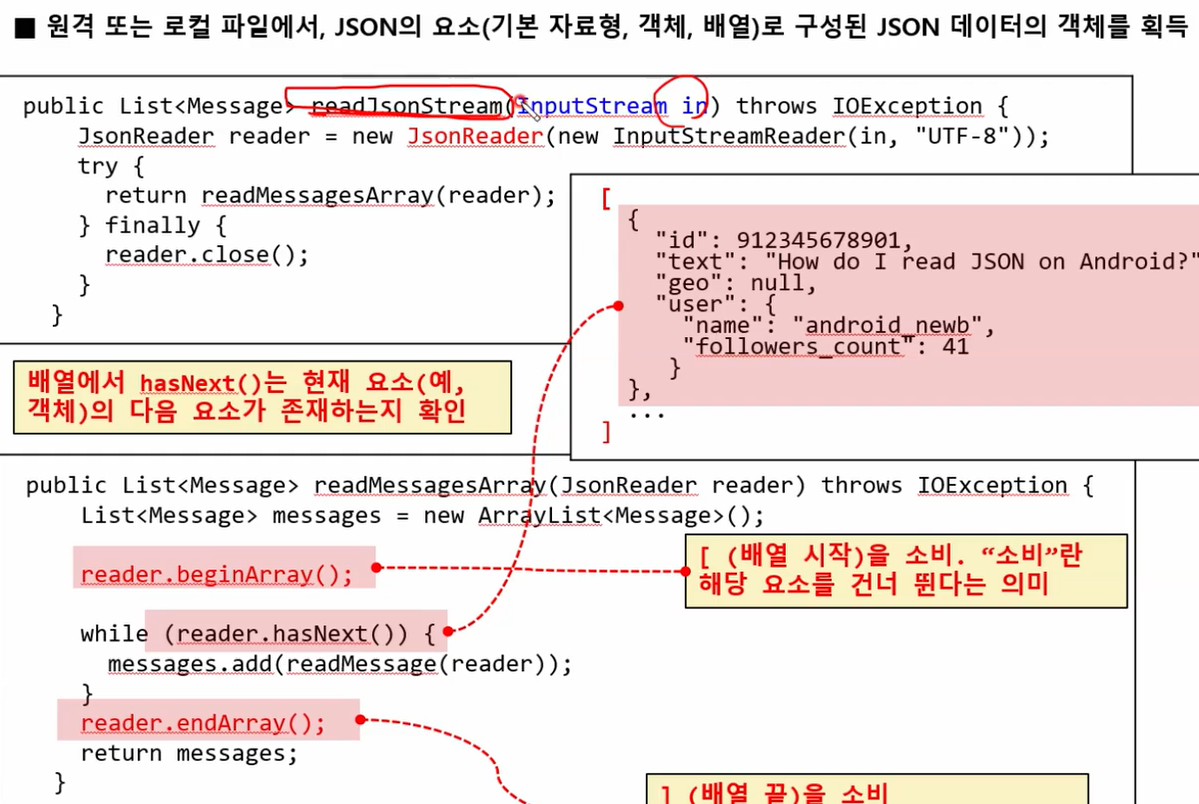 ■ 원격 또는 로컬 파일에서, JSON의 요소(기본 자료형, 객체, 배열)로 구성된 JSON 데이터의 객체를 획득
public List<Message> readJsonStream(InputStream in) throws IOException {
JsonReader reader = new JsonReader(new InputStreamReader(in, "UTF-8"));
try {
return readMessagesArray(reader);
} finally {
reader.close();
}
}
[
{
"id": 912345678901,
"text": "How do I read JSON on Android?"
"geo": null,
"user": {
"name": "android_newb",
"followers_count": 41
}
},
...
]
배열에서 hasNext()는 현재 요소(예,
객체)의 다음 요소가 존재하는지 확인
public List<Message> readMessagesArray(JsonReader reader) throws IOException {
List<Message> messages = new ArrayList<Message>();
reader.beginArray();
[ (배열 시작)을 소비. “소비”란
해당 요소를 건너 뛴다는 의미
while (reader.hasNext()) {
messages.add(readMessage(reader));
}
reader.endArray();
return messages;
}
] (배열 끝)을 소비